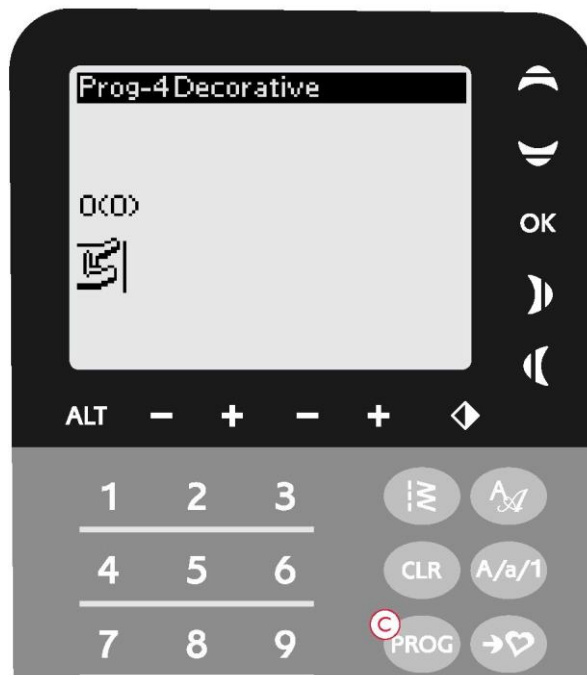 Prog-4 Decorative
0(0)
OK
ALT - + - +
1 2 3
A A
4 5 6 CLR A/a/1
7 8 9 C PROG